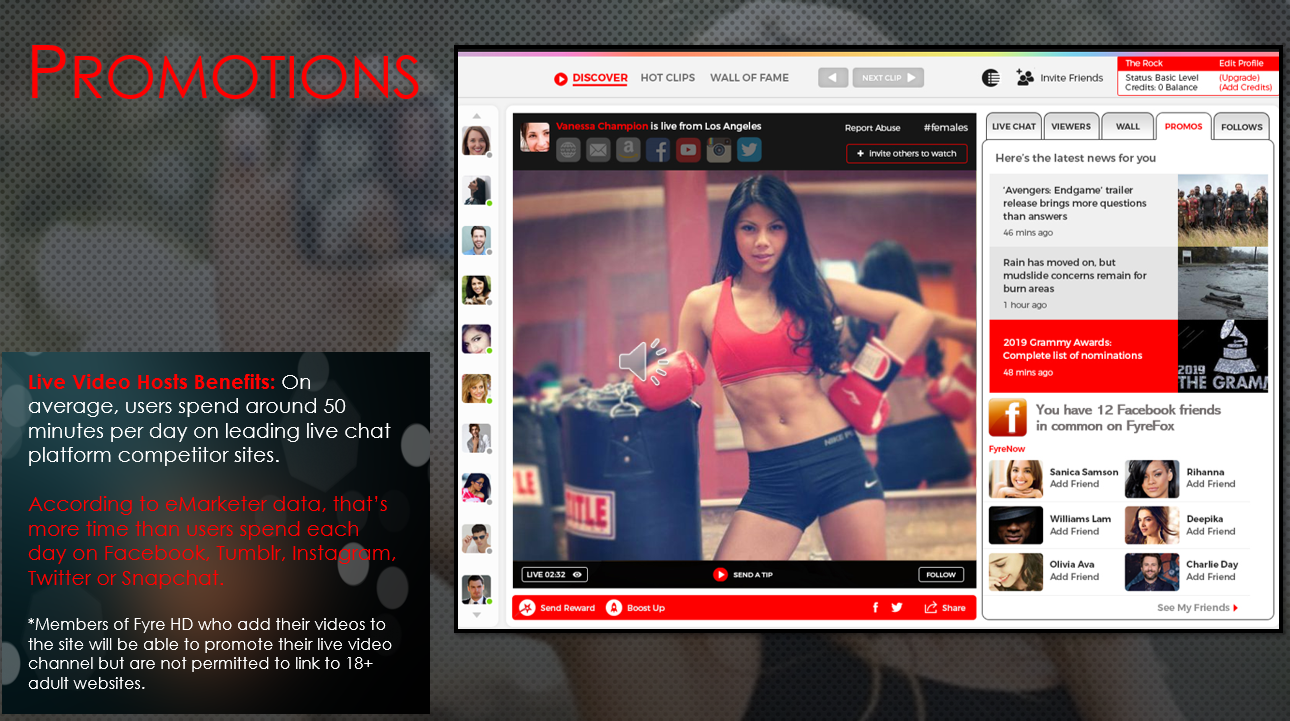 PROMOTIONS
Live Video Hosts Benefits: On
average, users spend around 50
minutes per day on leading live chat
platform competitor sites.
According to eMarketer data, that's
more time than users spend each
day on Facebook, Tumblr, Instagram,
Twitter or Snapchat.
*Members of Fyre HD who add their videos to
the site will be able to promote their live video
channel but are not permitted to link to 18+
adult websites.
DISCOVER HOT CLIPS WALL OF FAME NEXT CLIP Invite Friends
The Rock Edit Profile
Status: Basic Level (Upgrade)
Credits: 0 Balance (Add Credits)
Vanessa Champion is live from Los Angeles
Report Abuse #females
+ Invite others to watch
NIKE PRO
TITLE
LIVE 02:32 SEND A TIP FOLLOW
Send Reward Boost Up Share
LIVE CHAT VIEWERS WALL PROMOS FOLLOWS
Here's the latest news for you
'Avengers: Endgame' trailer
release brings more questions
than answers
46 mins ago
Rain has moved on, but
mudslide concerns remain for
burn areas
1 hour ago
2019 Grammy Awards:
Complete list of nominations
48 mins ago
2019
THE GRAM
You have 12 Facebook friends
in common on FyreFox
FyreNow
Sanica Samson Rihanna
Add Friend Add Friend
Williams Lam Deepika
Add Friend Add Friend
Olivia Ava Charlie Day
Add Friend Add Friend
See My Friends